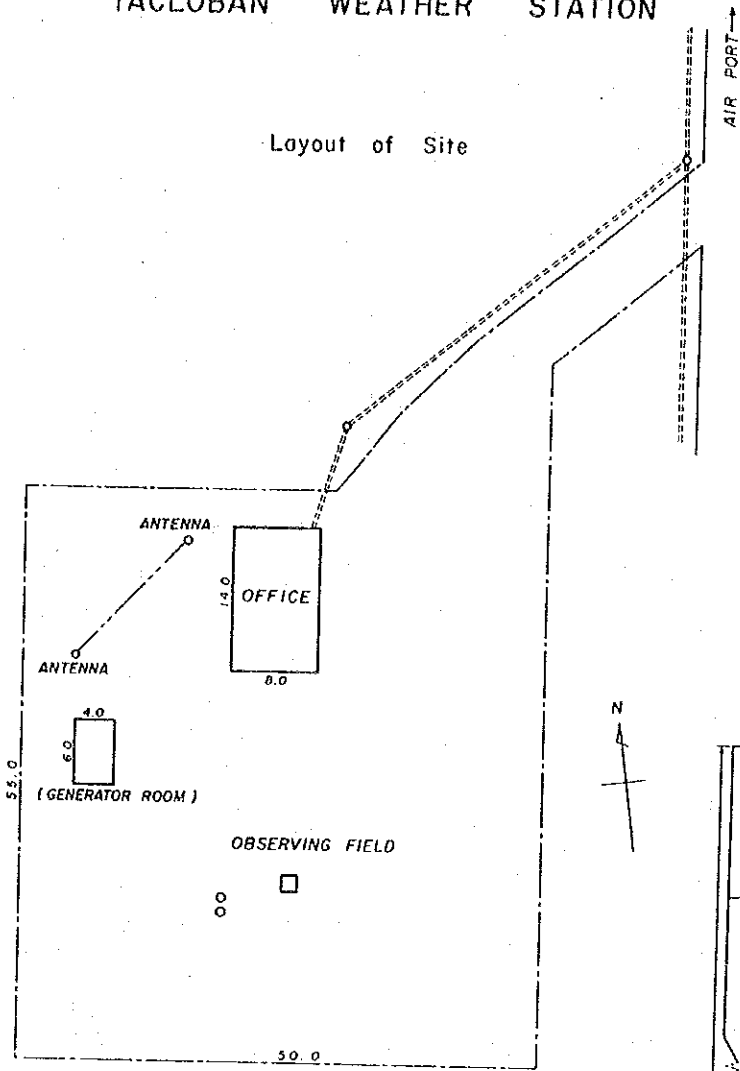 TACLOBAN WEATHER STATION
AIR PORT
Layout of Site
ANTENNA
14.0
OFFICE
ANTENNA
8.0
4.0
6.0
55.0
(GENERATOR ROOM)
N
OBSERVING FIELD
50.0